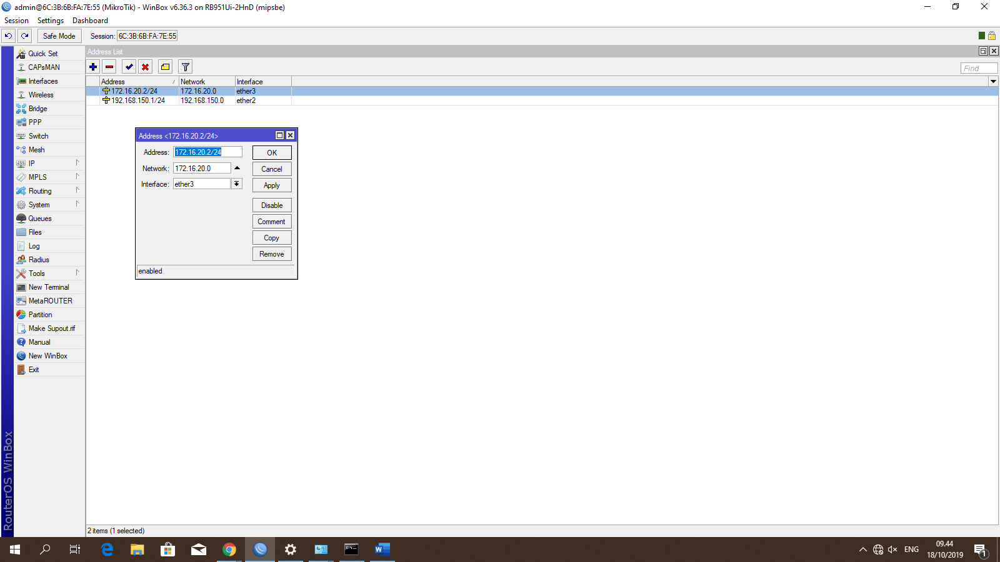 admin@6C:3B:6B:FA:7E:55 (MikroTik) - WinBox v6.36.3 on RB951Ui-2HnD (mipsbe)
Session Settings Dashboard
Safe Mode Session: 6C:3B:6B:FA:7E:55
Quick Set
CAPsMAN
Interfaces
Wireless
Bridge
PPP
Switch
Mesh
IP
MPLS
Routing
System
Queues
Files
Log
Radius
Tools
New Terminal
MetaROUTER
Partition
Make Supout.rif
Manual
New WinBox
Exit
RouterOS WinBox
Address List
Find
Address Network Interface
172.16.20.2/24 172.16.20.0 ether3
192.168.150.1/24 192.168.150.0 ether2
Address <172.16.20.2/24>
Address: 172.16.20.2/24 OK
Network: 172.16.20.0 Cancel
Interface: ether3 Apply
Disable
Comment
Copy
Remove
enabled
2 items (1 selected)
ENG
09.44
18/10/2019
1